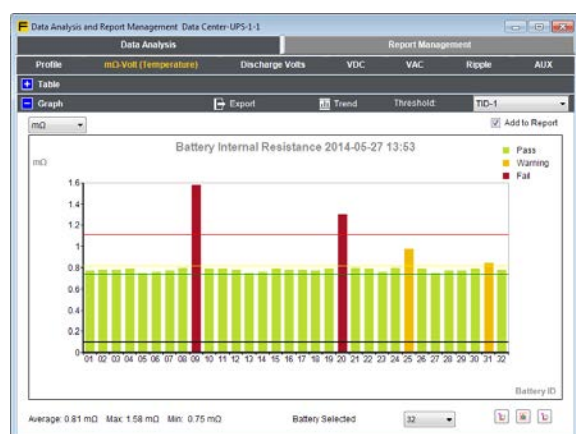 Data Analysis and Report Management Data Center-UPS-1-1
Data Analysis Report Management
Profile mΩ-Volt (Temperature) Discharge Volts VDC VAC Ripple AUX
Table
Graph Export Trend Threshold: TID-1
mΩ Add to Report
Battery Internal Resistance 2014-05-27 13:53
Pass
Warning
Fail
mΩ
1.6
1.4
1.2
1
0.8
0.6
0.4
0.2
0
01 02 03 04 05 06 07 08 09 10 11 12 13 14 15 16 17 18 19 20 21 22 23 24 25 26 27 28 29 30 31 32
Battery ID
Average: 0.81 mΩ Max: 1.58 mΩ Min: 0.75 mΩ Battery Selected 32